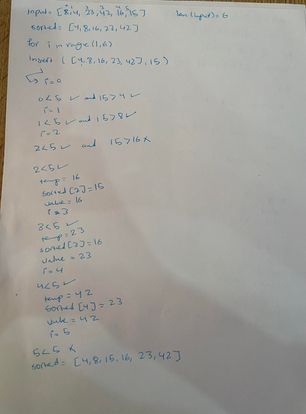 input = [8,4, 23, 42, 16, 15]
len(input) = 6
sorted = [4, 8, 16, 23, 42]
for i in range(1,6)
insert ( [4, 8, 16, 23, 42], 15)
i = 0
0<5 ✓ and 15>4 ✓
i = 1
1<5 ✓ and 15>8 ✓
i = 2
2<5 ✓ and 15>16 ×
2<5 ✓
temp = 16
sorted [2] = 15
value = 16
i = 3
3<5 ✓
temp = 23
sorted [3] = 16
value = 23
i = 4
4<5 ✓
temp = 42
sorted [4] = 23
value = 42
i = 5
5<5 ×
sorted = [4, 8, 15, 16, 23, 42]